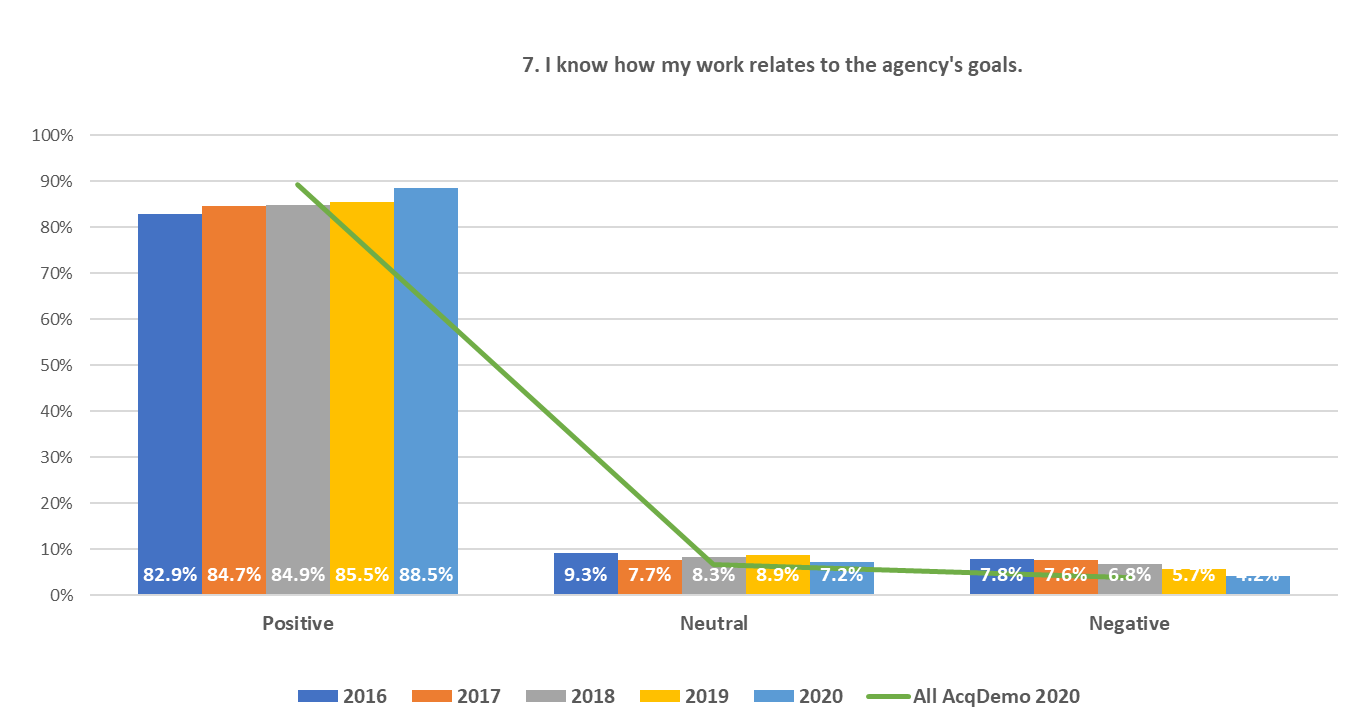 7. I know how my work relates to the agency's goals.
100%
90%
80%
70%
60%
50%
40%
30%
20%
10%
0%
82.9% 84.7% 84.9% 85.5% 88.5%
9.3% 7.7% 8.3% 8.9% 7.2%
7.8% 7.6% 6.8% 5.7% 4.2%
Positive Neutral Negative
2016 2017 2018 2019 2020 All AcqDemo 2020